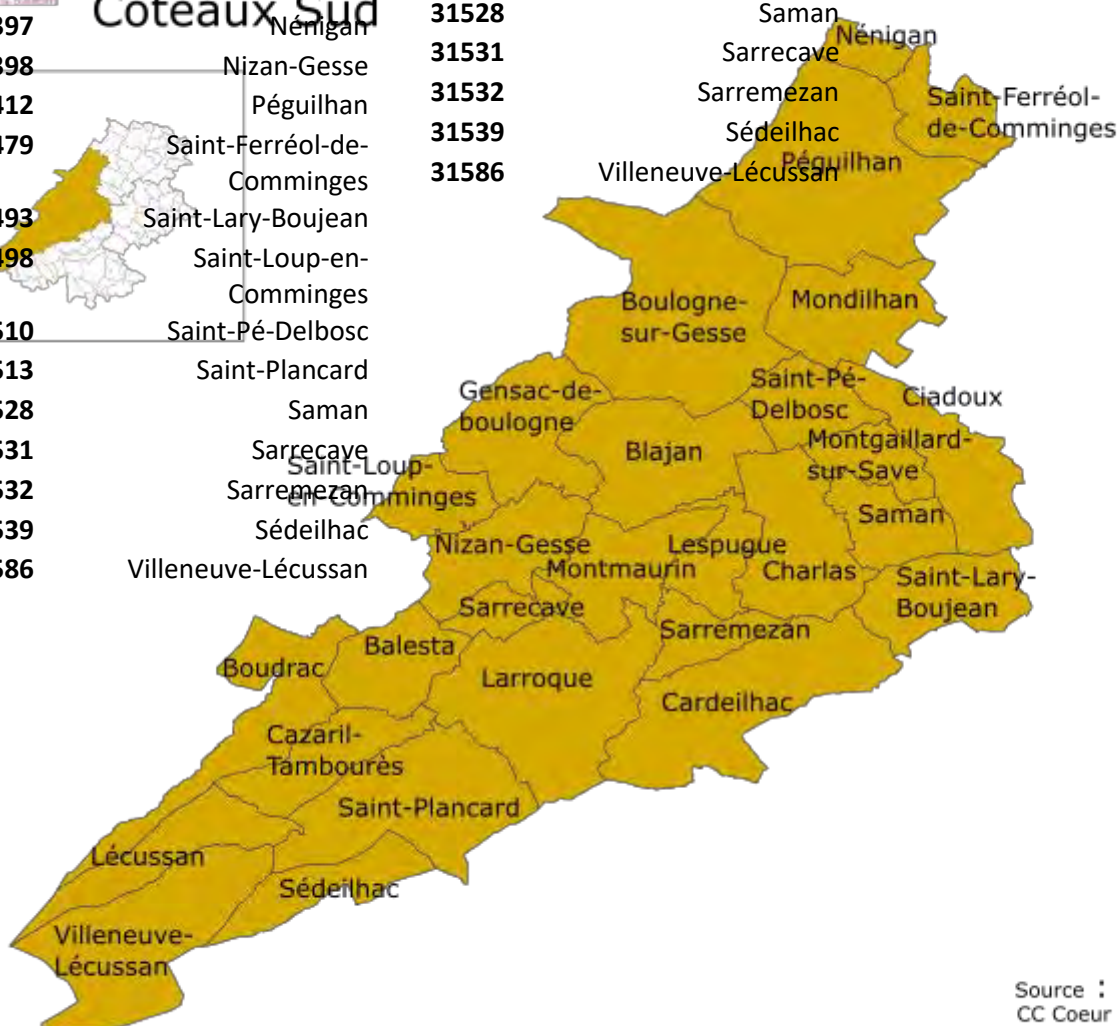 Coteaux Sud
397 Nénigan
398 Nizan-Gesse
412 Péguilhan
479 Saint-Ferréol-de-
Comminges
493 Saint-Lary-Boujean
498 Saint-Loup-en-
Comminges
510 Saint-Pé-Delbosc
513 Saint-Plancard
528 Saman
531 Sarrecave
532 Sarremezan
539 Sédeilhac
586 Villeneuve-Lécussan
31528 Saman
31531 Sarrecave
31532 Sarremezan
31539 Sédeilhac
31586 Villeneuve-Lécussan
Nénigan
Saint-Ferréol-
de-Comminges
Péguilhan
Boulogne-
sur-Gesse
Mondilhan
Gensac-de-
boulogne
Saint-Pé-
Delbosc
Ciadoux
Blajan
Montgaillard-
sur-Save
Saint-Loup-
en-Comminges
Saman
Nizan-Gesse
Lespugue
Montmaurin
Charlas
Saint-Lary-
Boujean
Sarrecave
Sarremezan
Balesta
Boudrac
Larroque
Cardeilhac
Cazaril-
Tambourès
Saint-Plancard
Lécussan
Sédeilhac
Villeneuve-
Lécussan
Source :
CC Coeur